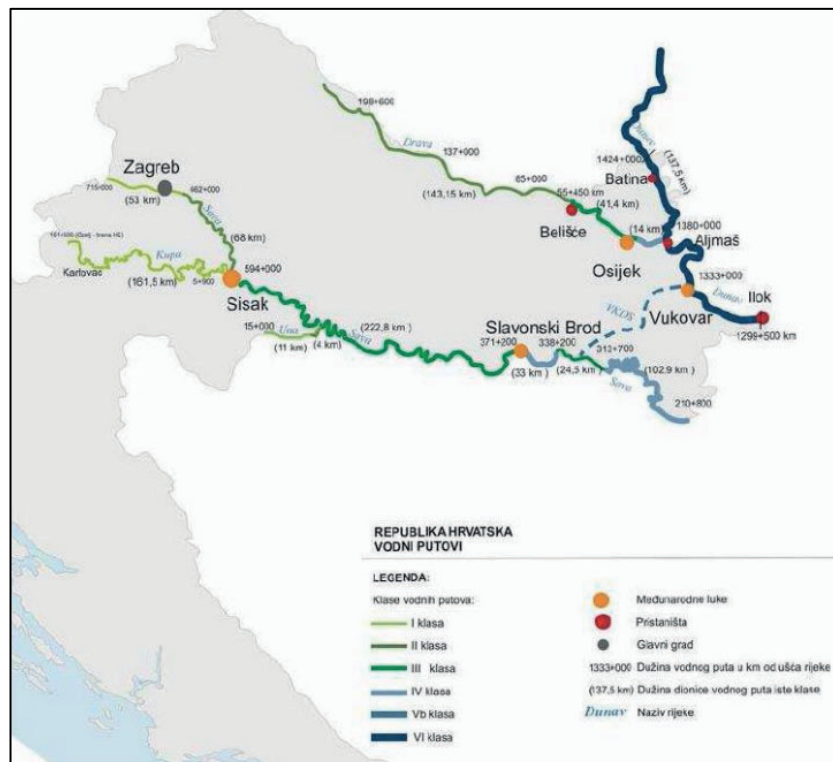 198+600
Drava
137+000
(143,15 km)
85+000
55+450 km
(41,4 km)
Belišće
(14 km)
Osijek
Dunav
(137,5 km)
1424+000
Batina
1380+000
Aljmaš
1333+000
Dunav
Ilok
1299+500 km
Vukovar
VKDS
Zagreb
715+000
(53 km)
662+000
Sava
(68 km)
594+000
Sisak
Karlovac
Kupa
(161,5 km)
5+900
15+000
Una
(11 km)
(4 km)
Sava
(222,8 km)
Slavonski Brod
371+200
338+200
(33 km)
(24,5 km)
313+700
(102,9 km)
Sava
210+800
REPUBLIKA HRVATSKA
VODNI PUTOVI
LEGENDA:
Klase vodnih putova:
I klasa
II klasa
III klasa
IV klasa
Vb klasa
VI klasa
Međunarodne luke
Pristaništa
Glavni grad
1333+000 Dužina vodnog puta u km od ušća rijeke
(137,5 km) Dužina dionice vodnog puta iste klase
Dunav Naziv rijeke